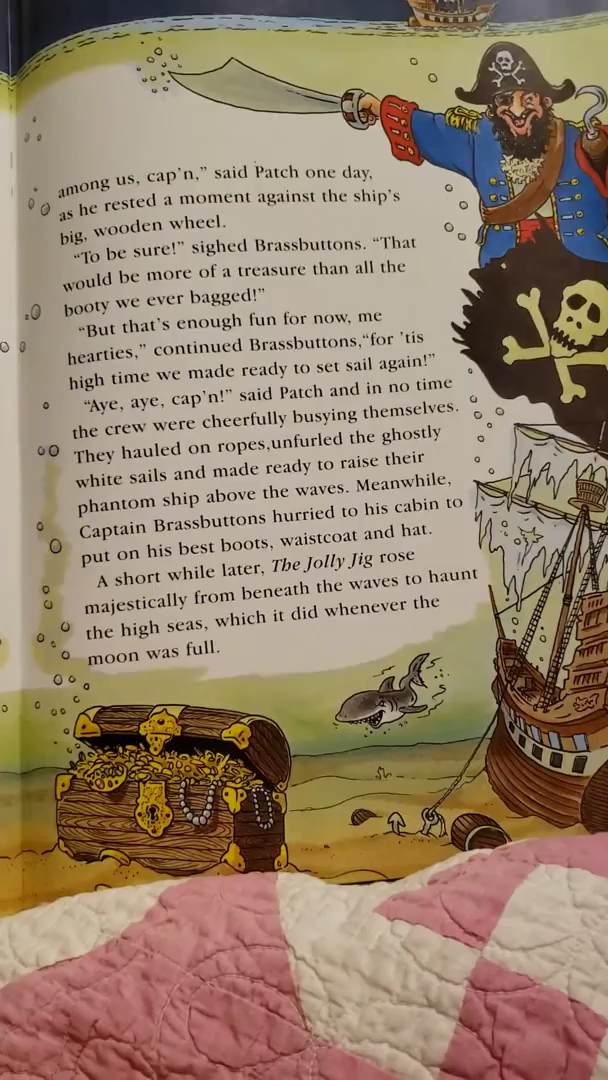 among us, cap'n,” said Patch one day,
as he rested a moment against the ship's
big, wooden wheel.
“To be sure!” sighed Brassbuttons. “That
would be more of a treasure than all the
booty we ever bagged!”
“But that's enough fun for now, me
hearties,” continued Brassbuttons,“for 'tis
high time we made ready to set sail again!”
“Aye, aye, cap'n!” said Patch and in no time
the crew were cheerfully busying themselves.
They hauled on ropes,unfurled the ghostly
white sails and made ready to raise their
phantom ship above the waves. Meanwhile,
Captain Brassbuttons hurried to his cabin to
put on his best boots, waistcoat and hat.
A short while later, The Jolly Jig rose
majestically from beneath the waves to haunt
the high seas, which it did whenever the
moon was full.